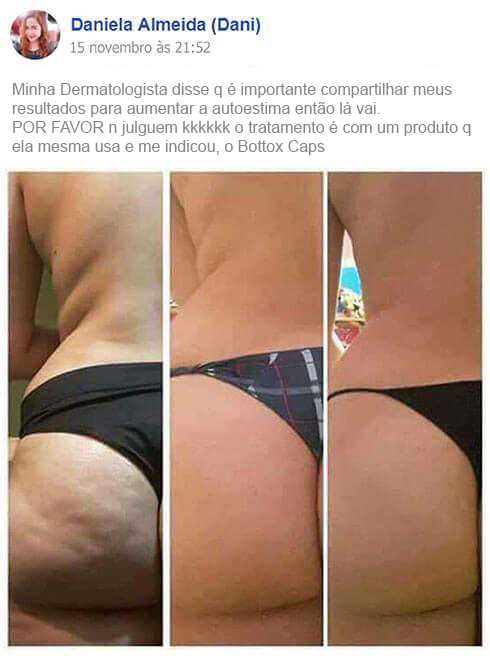 Daniela Almeida (Dani)
15 novembro às 21:52
Minha Dermatologista disse q é importante compartilhar meus
resultados para aumentar a autoestima então lá vai.
POR FAVOR n julguem kkkkkk o tratamento é com um produto q
ela mesma usa e me indicou, o Bottox Caps